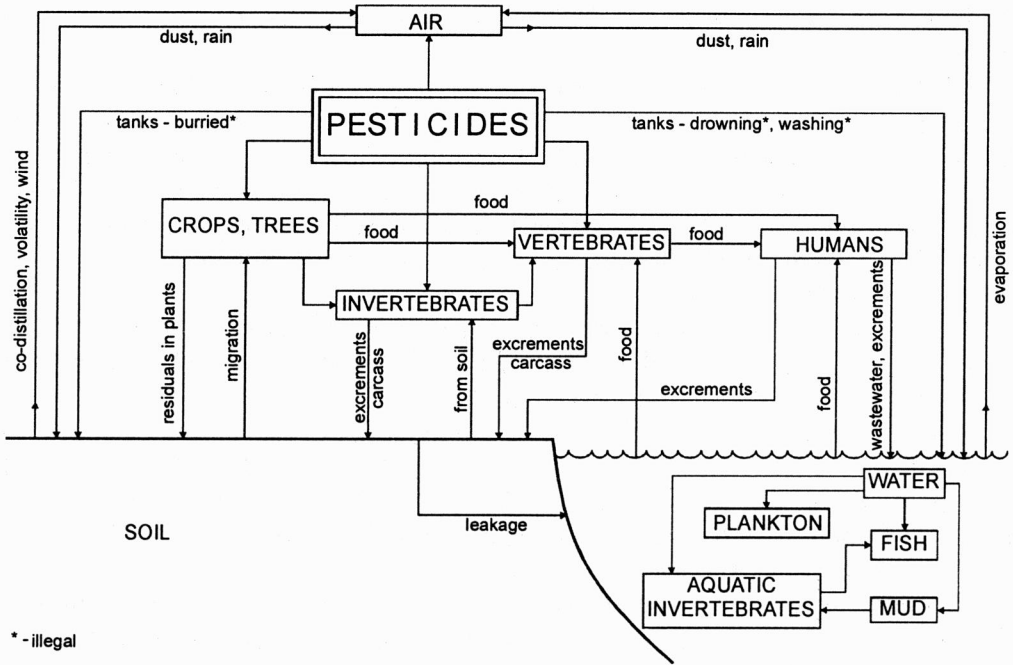 AIR
dust, rain
dust, rain
PESTICIDES
tanks - burried*
tanks - drowning*, washing*
co-distillation, volatility, wind
evaporation
food
CROPS, TREES
food
VERTEBRATES
food
HUMANS
INVERTEBRATES
residuals in plants
migration
excrements
carcass
from soil
excrements
carcass
food
excrements
food
wastewater, excrements
WATER
PLANKTON
FISH
leakage
SOIL
AQUATIC
INVERTEBRATES
MUD
* - illegal